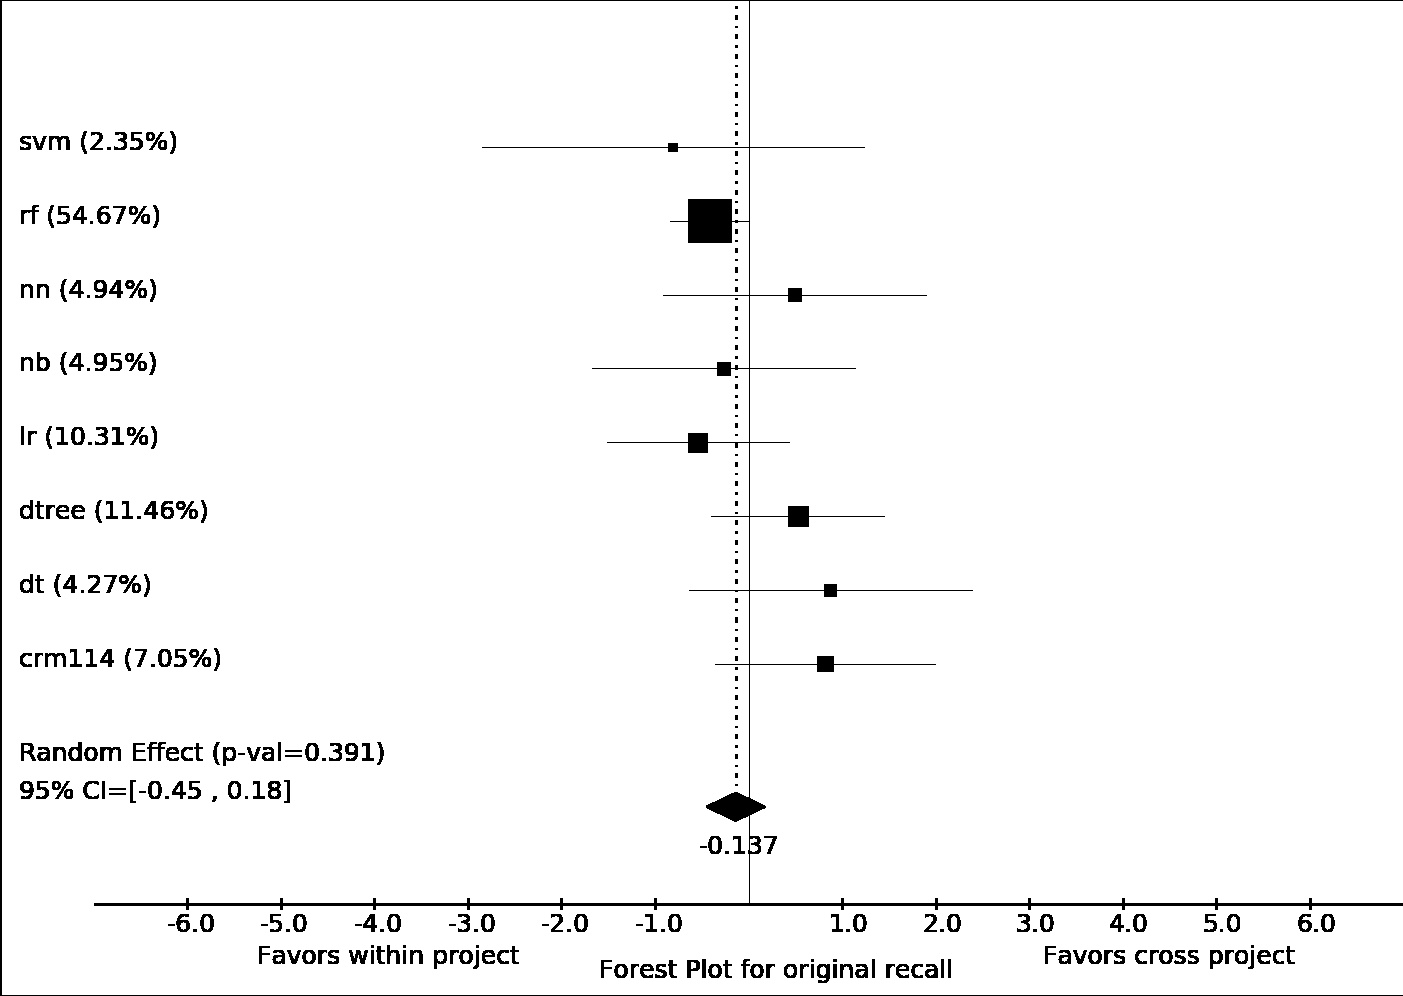 svm (2.35%)
rf (54.67%)
nn (4.94%)
nb (4.95%)
lr (10.31%)
dtree (11.46%)
dt (4.27%)
crm114 (7.05%)
Random Effect (p-val=0.391)
95% CI=[-0.45 , 0.18]
-0.137
-6.0 -5.0 -4.0 -3.0 -2.0 -1.0 1.0 2.0 3.0 4.0 5.0 6.0
Favors within project Favors cross project
Forest Plot for original recall